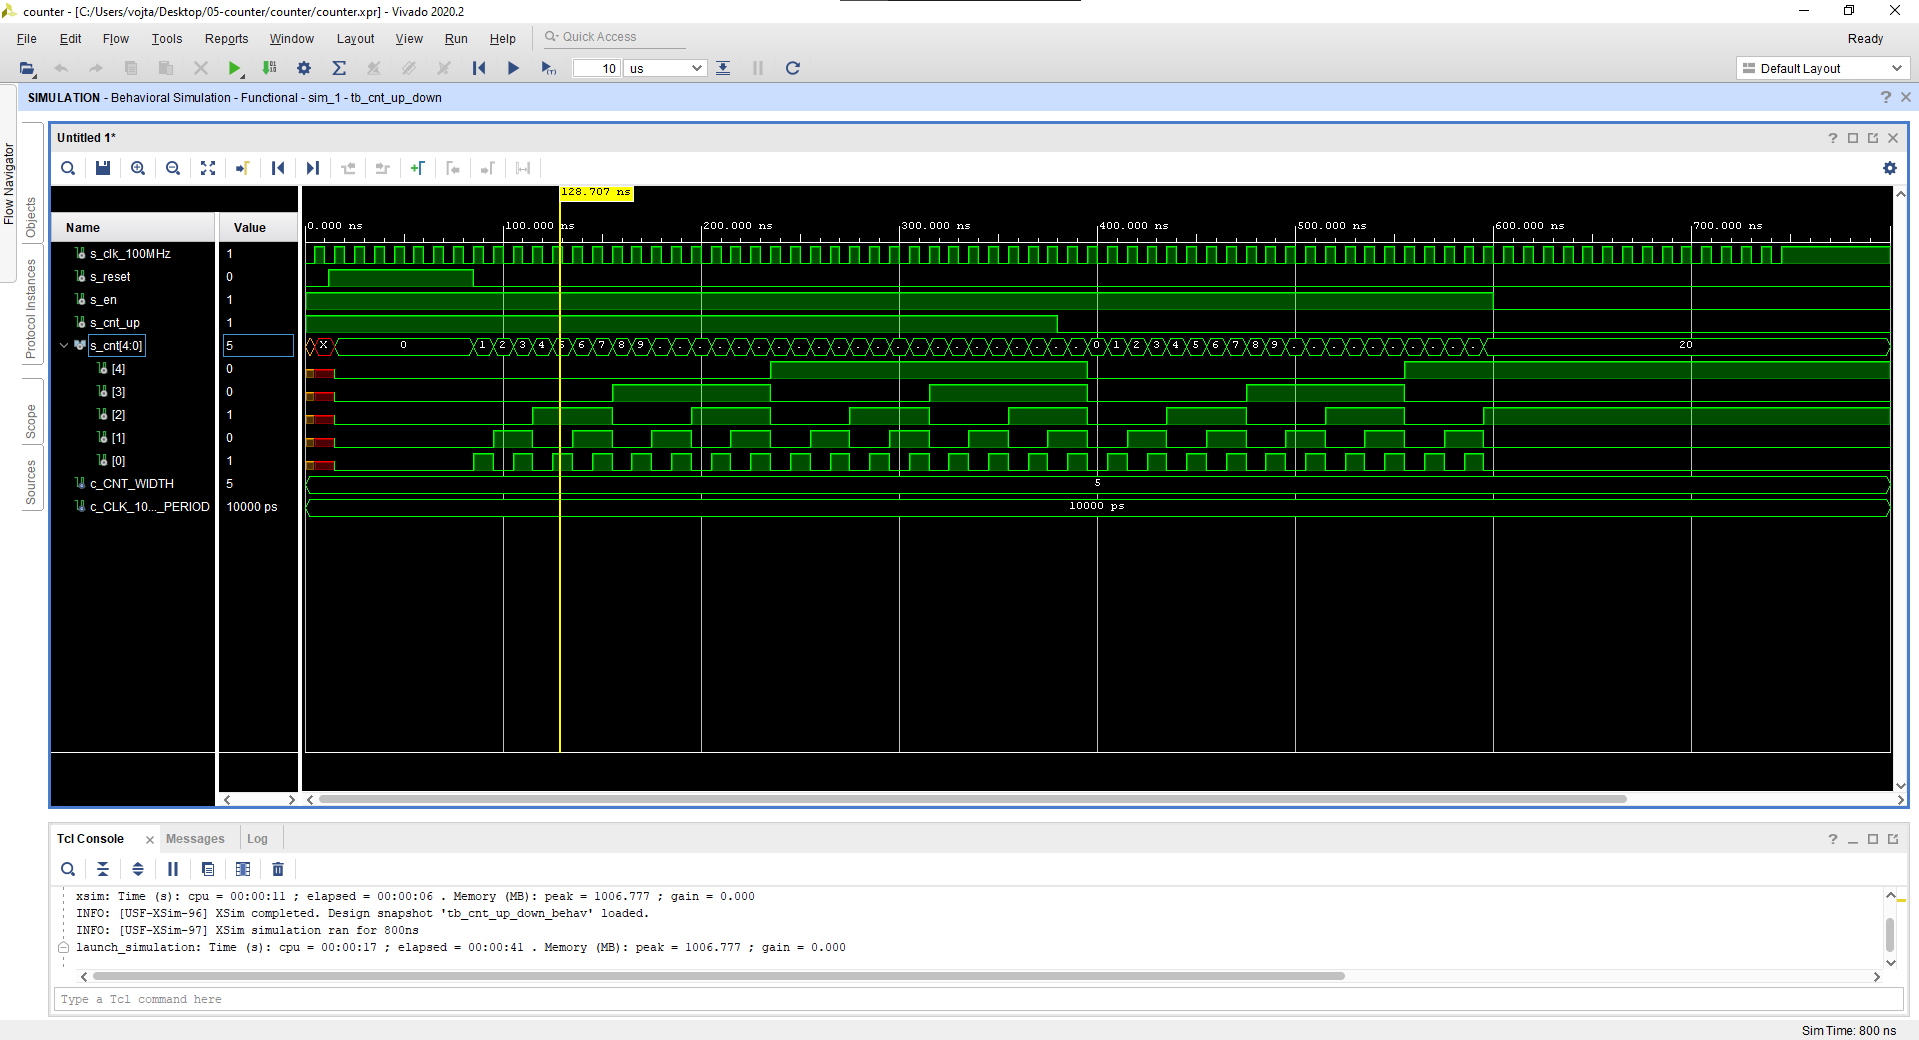 counter - [C:/Users/vojta/Desktop/05-counter/counter/counter.xpr] - Vivado 2020.2
File Edit Flow Tools Reports Window Layout View Run Help Quick Access Ready
10 us Default Layout
SIMULATION - Behavioral Simulation - Functional - sim_1 - tb_cnt_up_down
Flow Navigator
Objects
Protocol Instances
Scope
Sources
Untitled 1*
128.707 ns
0.000 ns 100.000 ns 200.000 ns 300.000 ns 400.000 ns 500.000 ns 600.000 ns 700.000 ns
Name Value
s_clk_100MHz 1
s_reset 0
s_en 1
s_cnt_up 1
s_cnt[4:0] 5 X 0 1 2 3 4 5 6 7 8 9 . . . . . . . . . . . . . . . . . . . . . . 0 1 2 3 4 5 6 7 8 9 . . . . . . . . . . 20
[4] 0
[3] 0
[2] 1
[1] 0
[0] 1
c_CNT_WIDTH 5 5
c_CLK_10..._PERIOD 10000 ps 10000 ps
Tcl Console Messages Log
xsim: Time (s): cpu = 00:00:11 ; elapsed = 00:00:06 . Memory (MB): peak = 1006.777 ; gain = 0.000
INFO: [USF-XSim-96] XSim completed. Design snapshot 'tb_cnt_up_down_behav' loaded.
INFO: [USF-XSim-97] XSim simulation ran for 800ns
launch_simulation: Time (s): cpu = 00:00:17 ; elapsed = 00:00:41 . Memory (MB): peak = 1006.777 ; gain = 0.000
Type a Tcl command here
Sim Time: 800 ns